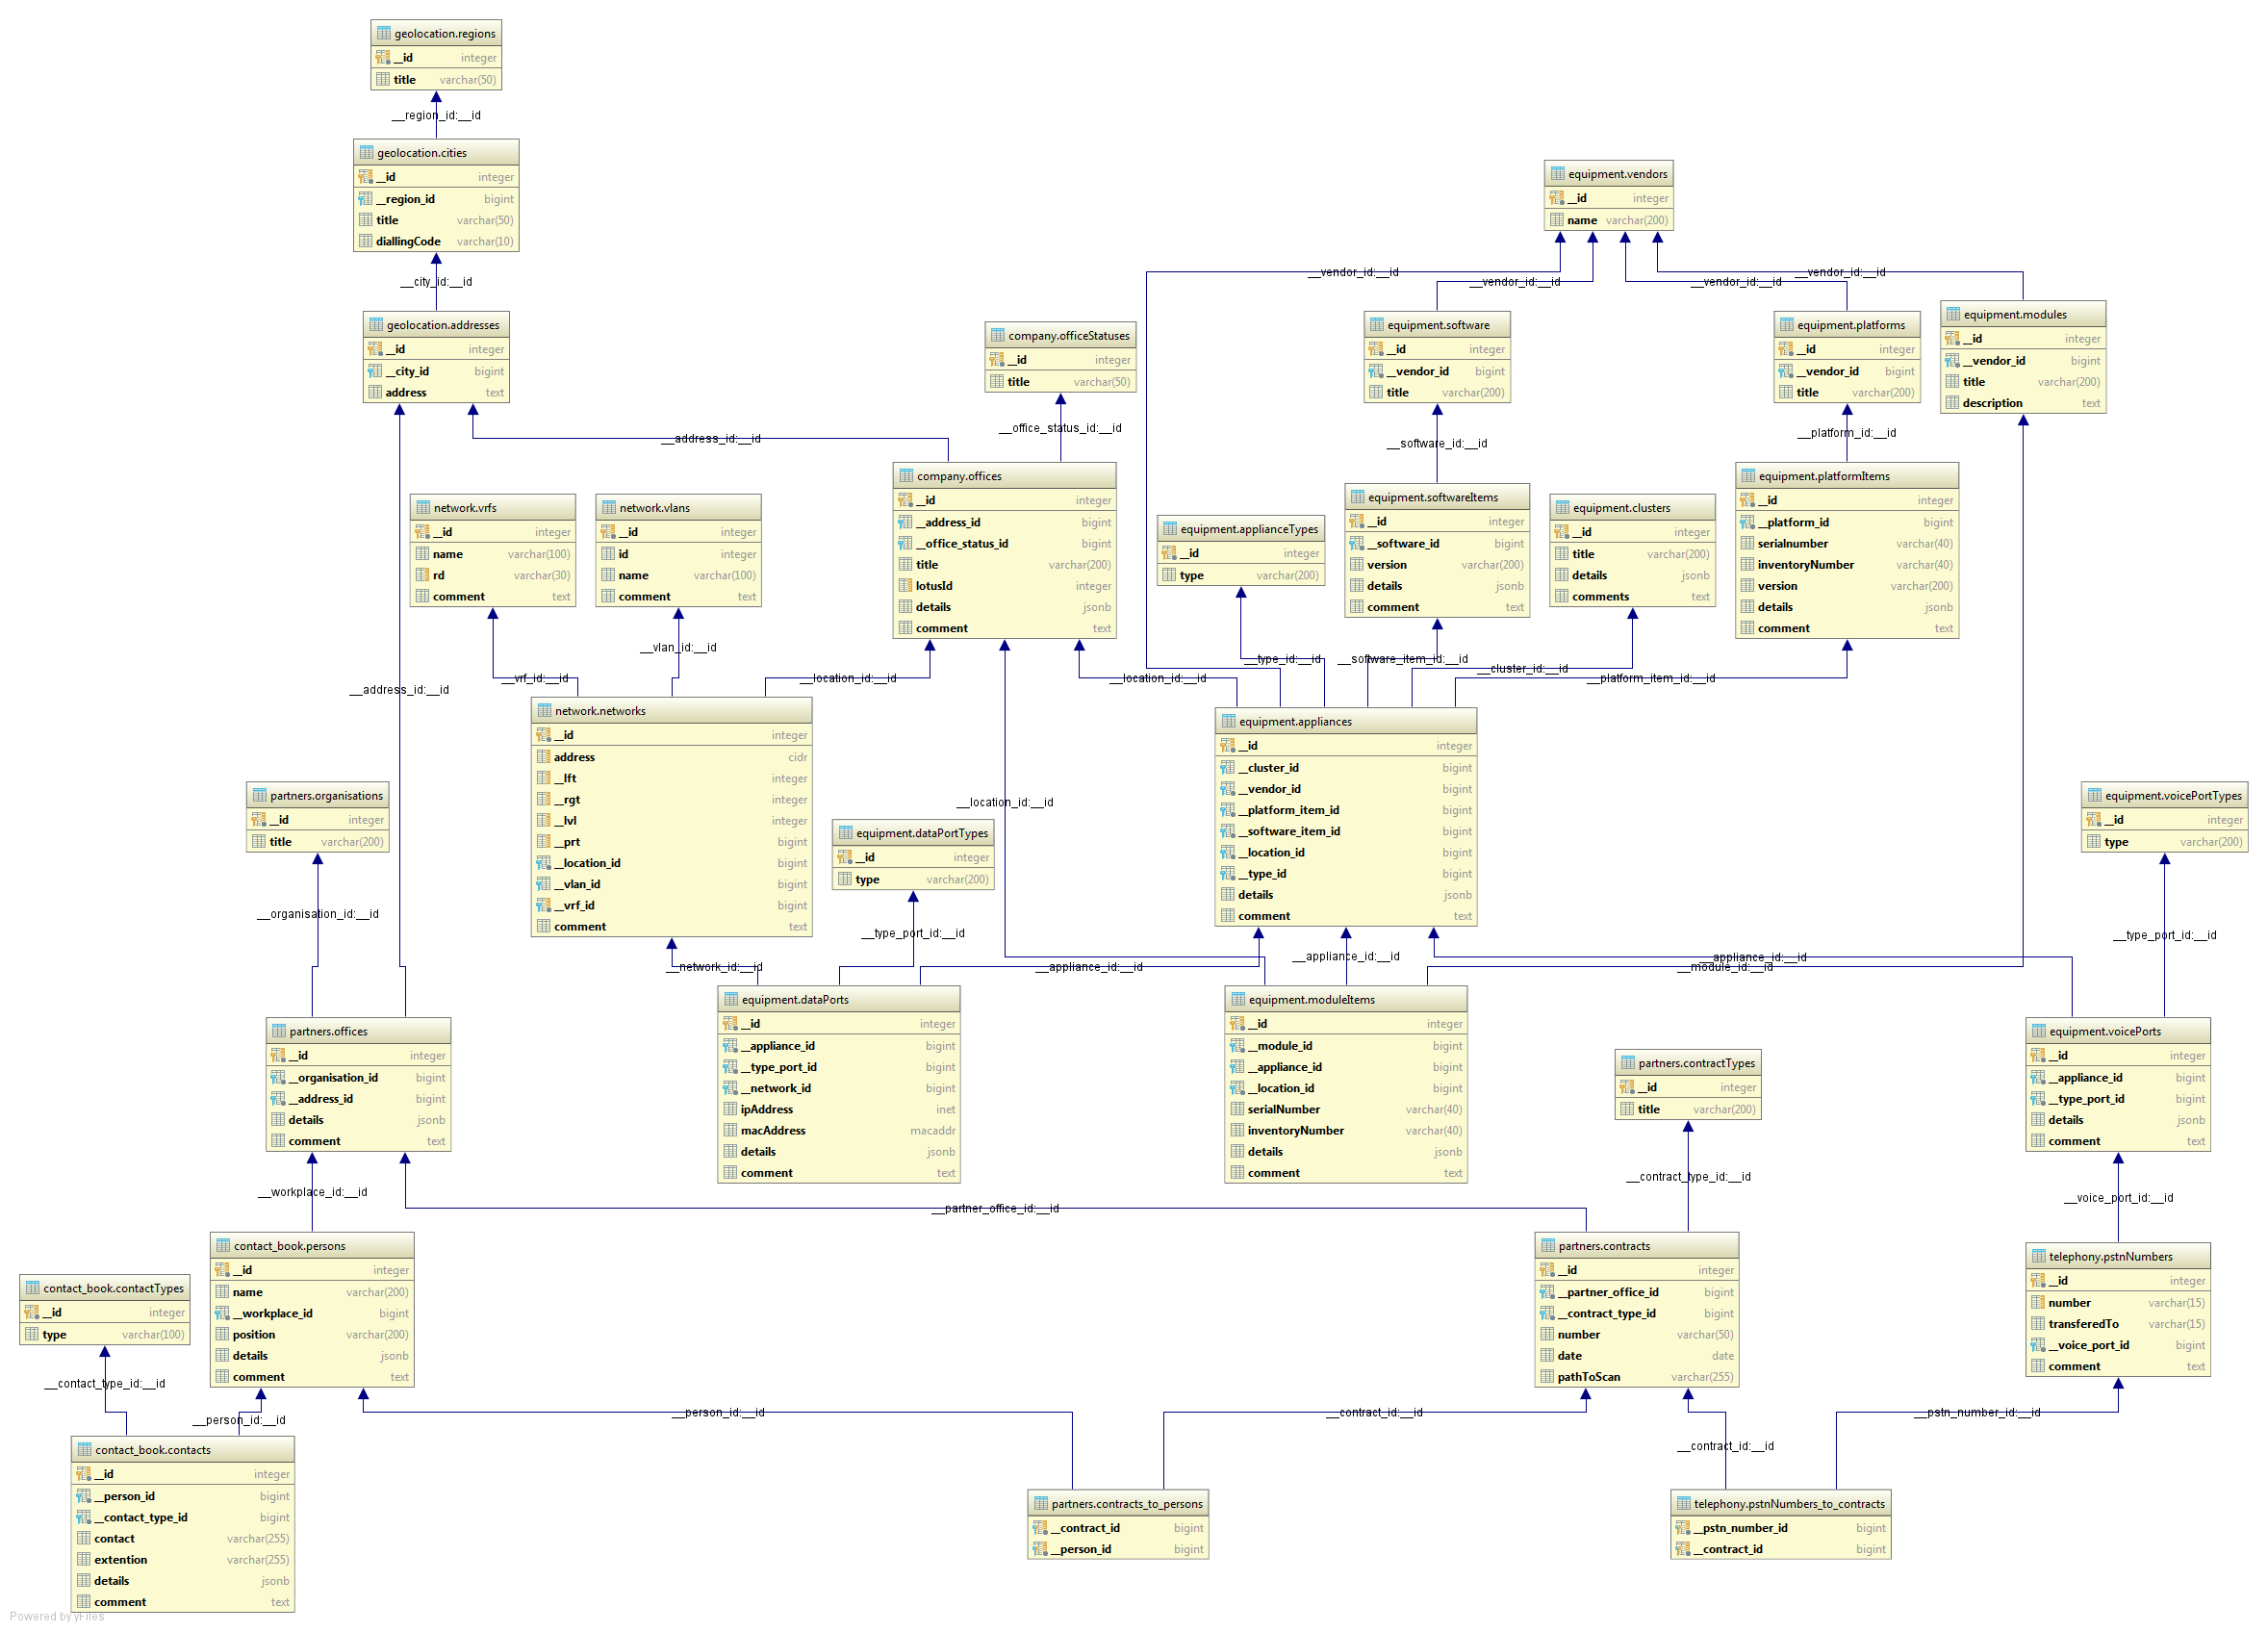 geolocation.regions
__id integer
title varchar(50)
__region_id:__id
geolocation.cities
__id integer
__region_id bigint
title varchar(50)
diallingCode varchar(10)
__city_id:__id
geolocation.addresses
__id integer
__city_id bigint
address text
equipment.vendors
__id integer
name varchar(200)
__vendor_id:__id
__vendor_id:__id
__vendor_id:__id
__vendor_id:__id
company.officeStatuses
__id integer
title varchar(50)
equipment.software
__id integer
__vendor_id bigint
title varchar(200)
equipment.platforms
__id integer
__vendor_id bigint
title varchar(200)
equipment.modules
__id integer
__vendor_id bigint
title varchar(200)
description text
__address_id:__id
__office_status_id:__id
__software_id:__id
__platform_id:__id
network.vrfs
__id integer
name varchar(100)
rd varchar(30)
comment text
network.vlans
__id integer
id integer
name varchar(100)
comment text
company.offices
__id integer
__address_id bigint
__office_status_id bigint
title varchar(200)
lotusId integer
details jsonb
comment text
equipment.applianceTypes
__id integer
type varchar(200)
equipment.softwareItems
__id integer
__software_id bigint
version varchar(200)
details jsonb
comment text
equipment.clusters
__id integer
title varchar(200)
details jsonb
comments text
equipment.platformItems
__id integer
__platform_id bigint
serialnumber varchar(40)
inventoryNumber varchar(40)
version varchar(200)
details jsonb
comment text
__address_id:__id
__vrf_id:__id
__vlan_id:__id
__location_id:__id
__location_id:__id
__type_id:__id
__software_item_id:__id
__cluster_id:__id
__platform_item_id:__id
network.networks
__id integer
address cidr
__lft integer
__rgt integer
__lvl integer
__prt bigint
__location_id bigint
__vlan_id bigint
__vrf_id bigint
comment text
equipment.appliances
__id integer
__cluster_id bigint
__vendor_id bigint
__platform_item_id bigint
__software_item_id bigint
__location_id bigint
__type_id bigint
details jsonb
comment text
__location_id:__id
partners.organisations
__id integer
title varchar(200)
equipment.dataPortTypes
__id integer
type varchar(200)
equipment.voicePortTypes
__id integer
type varchar(200)
__organisation_id:__id
__network_id:__id
__type_port_id:__id
__appliance_id:__id
__appliance_id:__id
__appliance_id:__id
__module_id:__id
__type_port_id:__id
partners.offices
__id integer
__organisation_id bigint
__address_id bigint
details jsonb
comment text
equipment.dataPorts
__id integer
__appliance_id bigint
__type_port_id bigint
__network_id bigint
ipAddress inet
macAddress macaddr
details jsonb
comment text
equipment.moduleItems
__id integer
__module_id bigint
__appliance_id bigint
__location_id bigint
serialNumber varchar(40)
inventoryNumber varchar(40)
details jsonb
comment text
partners.contractTypes
__id integer
title varchar(200)
equipment.voicePorts
__id integer
__appliance_id bigint
__type_port_id bigint
details jsonb
comment text
__workplace_id:__id
__partner_office_id:__id
__contract_type_id:__id
__voice_port_id:__id
contact_book.contactTypes
__id integer
type varchar(100)
contact_book.persons
__id integer
name varchar(200)
__workplace_id bigint
position varchar(200)
details jsonb
comment text
partners.contracts
__id integer
__partner_office_id bigint
__contract_type_id bigint
number varchar(50)
date date
pathToScan varchar(255)
telephony.pstnNumbers
__id integer
number varchar(15)
transferedTo varchar(15)
__voice_port_id bigint
comment text
__contact_type_id:__id
__person_id:__id
__person_id:__id
__contract_id:__id
__contract_id:__id
__pstn_number_id:__id
contact_book.contacts
__id integer
__person_id bigint
__contact_type_id bigint
contact varchar(255)
extention varchar(255)
details jsonb
comment text
partners.contracts_to_persons
__contract_id bigint
__person_id bigint
telephony.pstnNumbers_to_contracts
__pstn_number_id bigint
__contract_id bigint
Powered by yFiles